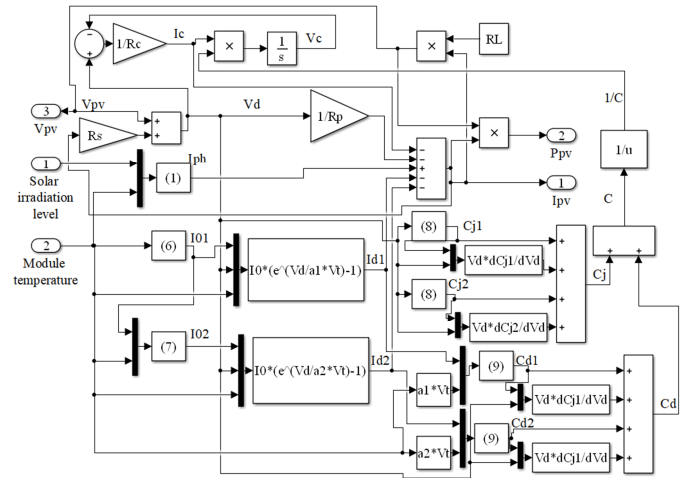 1/Rc
Ic
×
1
s
Vc
×
RL
1/C
3
Vpv
Vpv
Rs
Vd
1/Rp
×
2
Ppv
1/u
1
Solar
irradiation
level
Iph
(1)
1
Ipv
C
2
Module
temperature
(6)
I01
I0*(e^(Vd/a1*Vt)-1)
Id1
(8)
Cj1
Vd*dCj1/dVd
(8)
Cj2
Vd*dCj2/dVd
Cj
(7)
I02
I0*(e^(Vd/a2*Vt)-1)
Id2
a1*Vt
(9)
Cd1
Vd*dCj1/dVd
a2*Vt
(9)
Cd2
Vd*dCj1/dVd
Cd